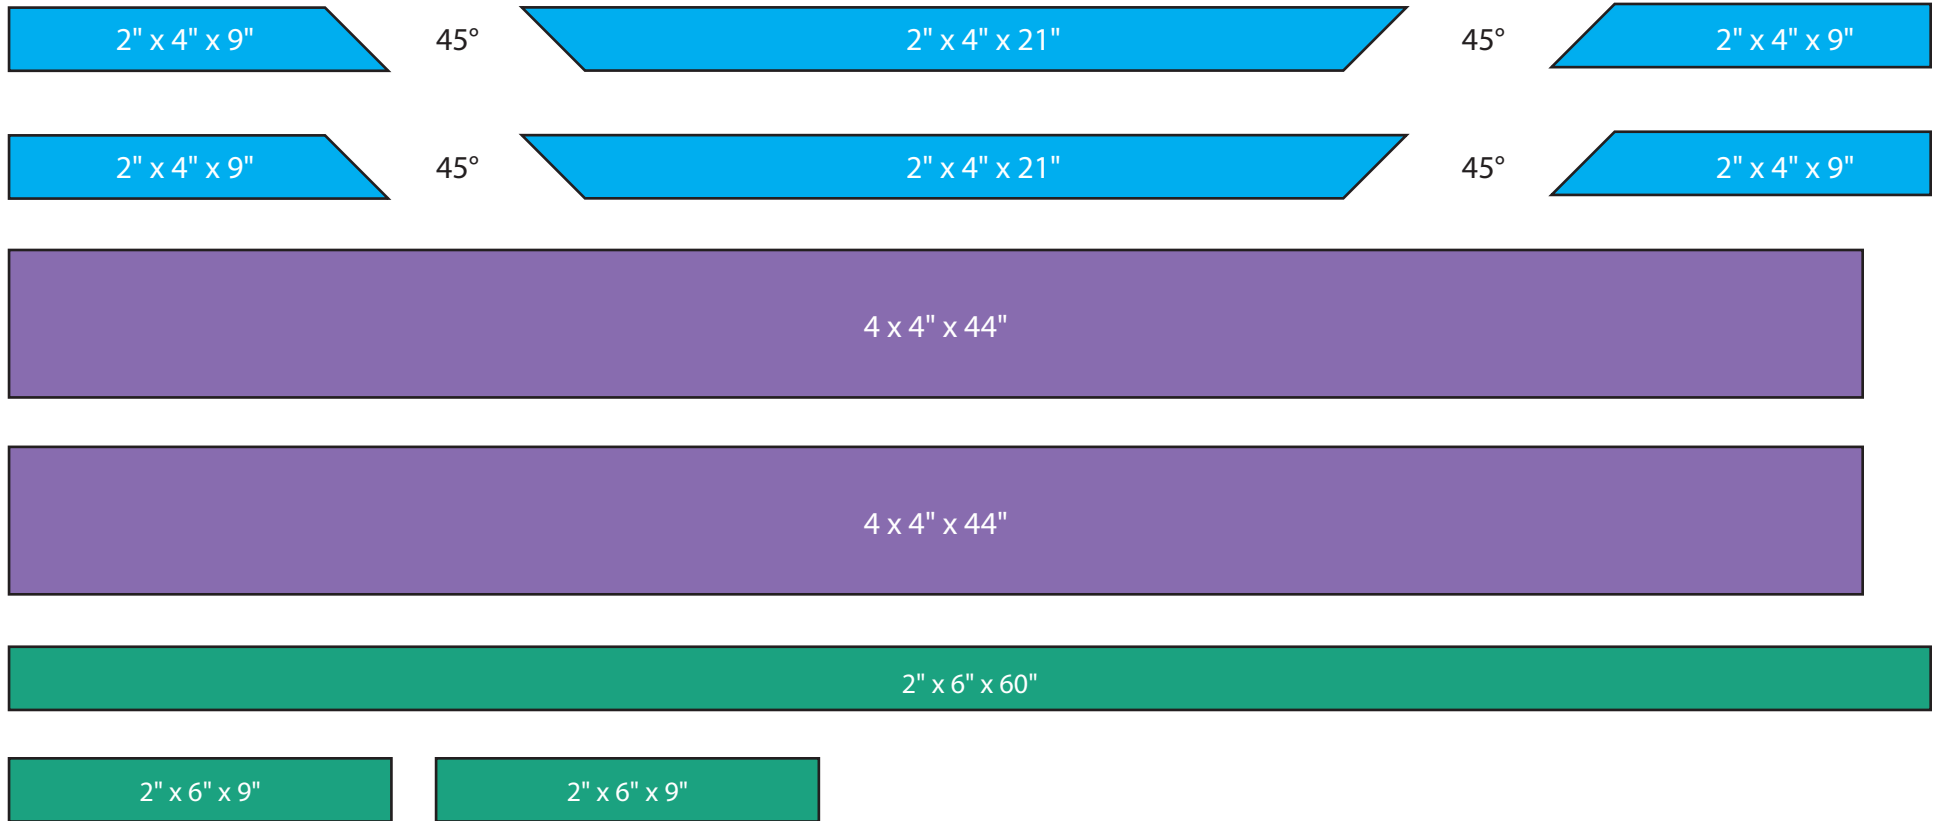 2" x 4" x 9" 45° 2" x 4" x 21" 45° 2" x 4" x 9"
2" x 4" x 9" 45° 2" x 4" x 21" 45° 2" x 4" x 9"
4 x 4" x 44"
4 x 4" x 44"
2" x 6" x 60"
2" x 6" x 9" 2" x 6" x 9"